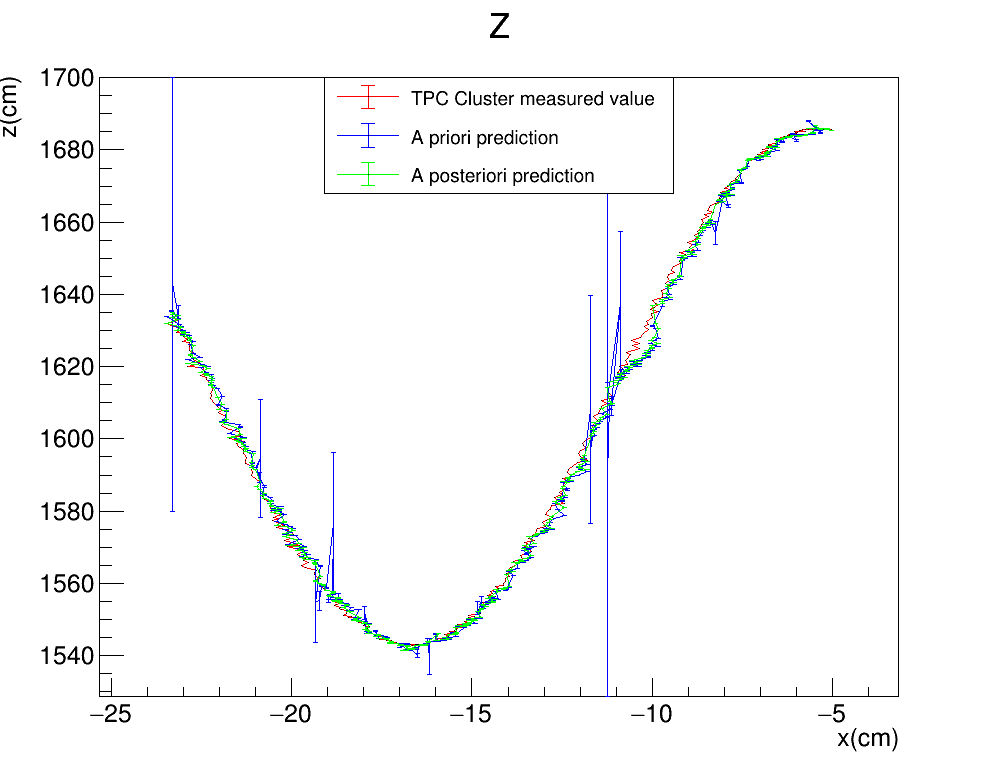 Z
z(cm)
1700
1680
1660
1640
1620
1600
1580
1560
1540
TPC Cluster measured value
A priori prediction
A posteriori prediction
−25 −20 −15 −10 −5
x(cm)